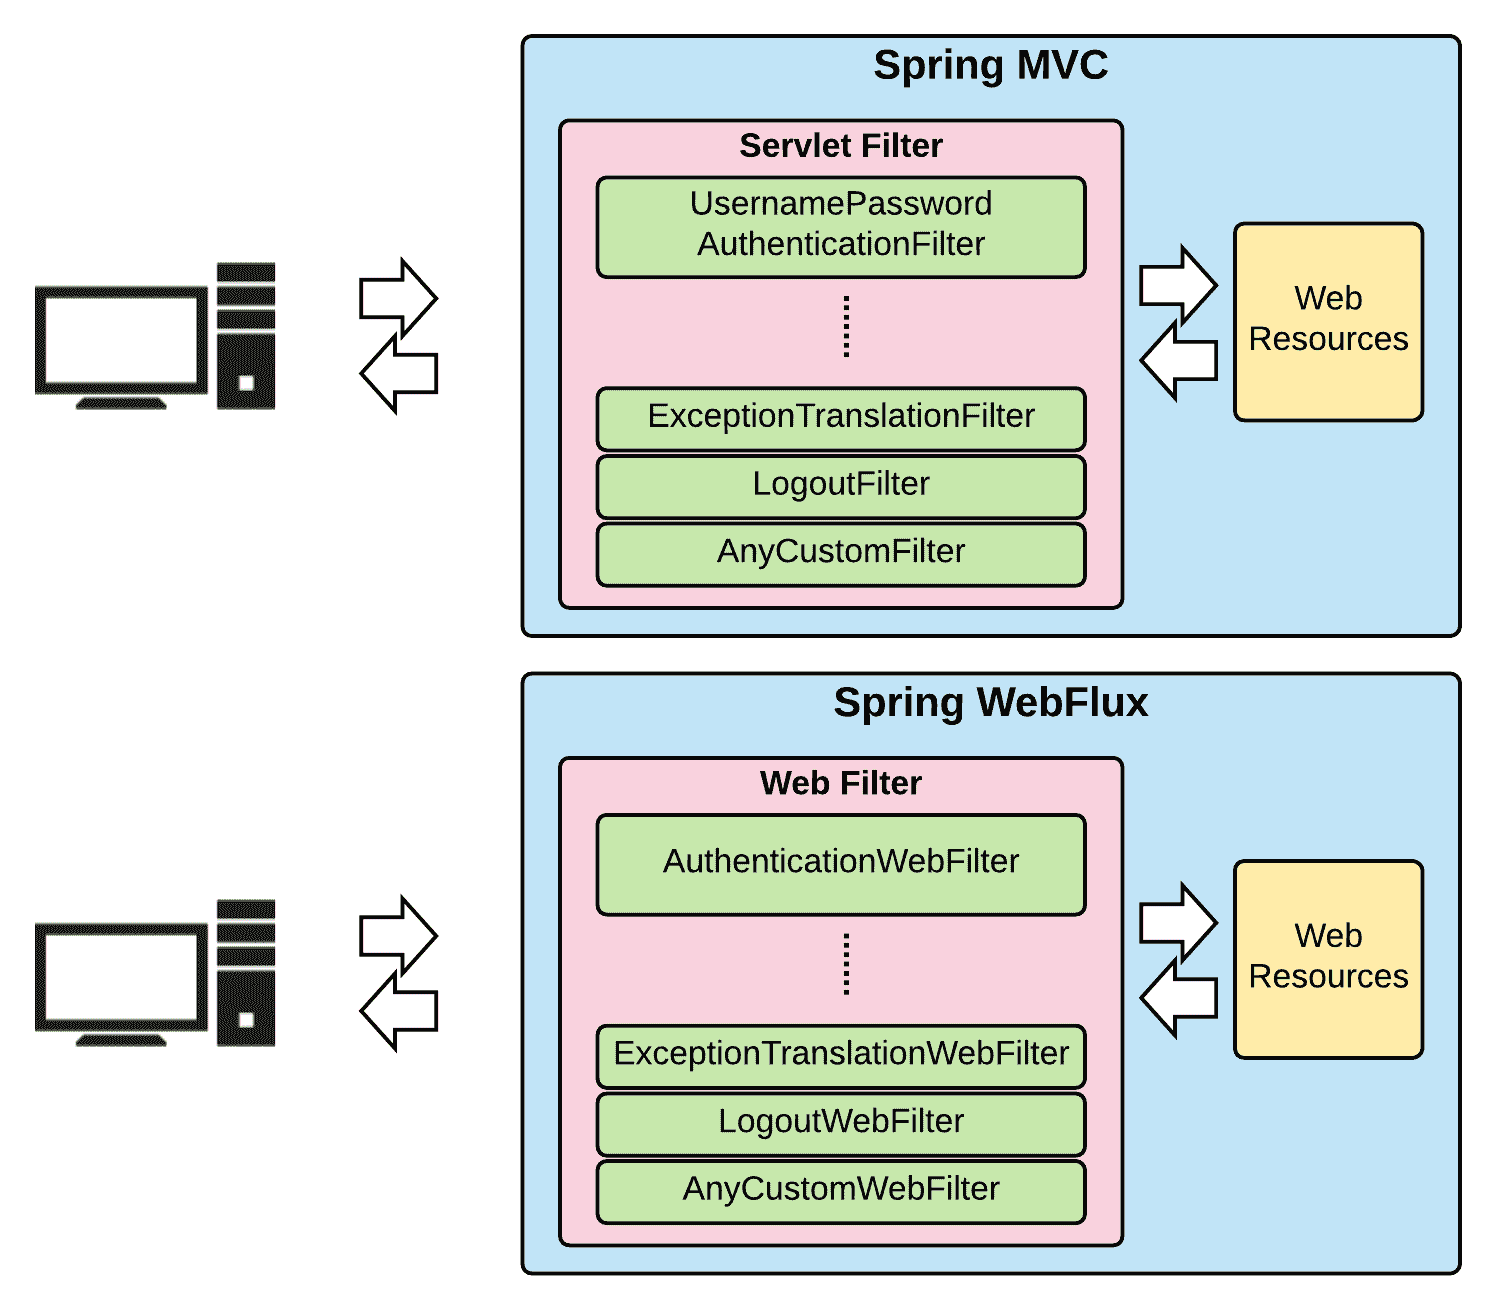 Spring MVC
Servlet Filter
UsernamePassword
AuthenticationFilter
ExceptionTranslationFilter
LogoutFilter
AnyCustomFilter
Web
Resources
Spring WebFlux
Web Filter
AuthenticationWebFilter
ExceptionTranslationWebFilter
LogoutWebFilter
AnyCustomWebFilter
Web
Resources